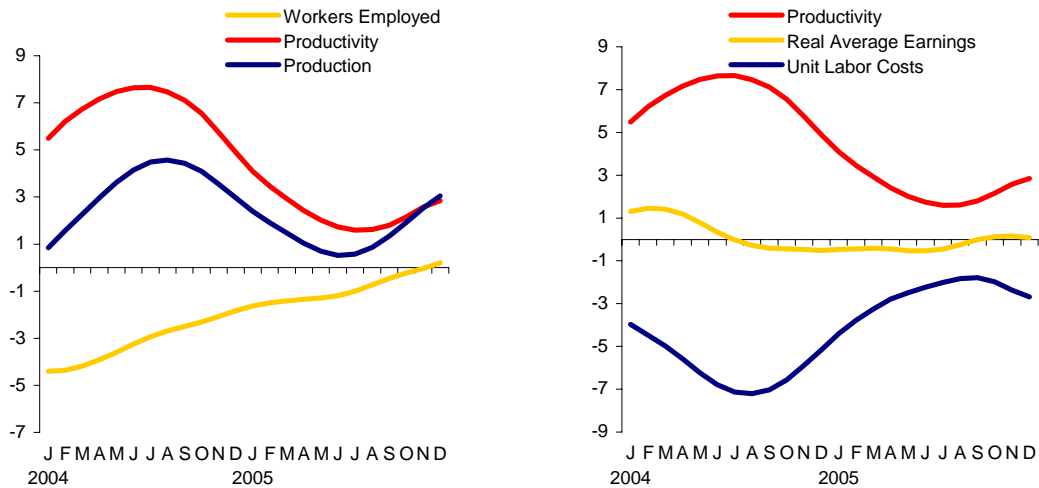 Workers Employed
Productivity
Production
9
7
5
3
1
-1
-3
-5
-7
J F M A M J J A S O N D J F M A M J J A S O N D
2004 2005
Productivity
Real Average Earnings
Unit Labor Costs
9
7
5
3
1
-1
-3
-5
-7
-9
J F M A M J J A S O N D J F M A M J J A S O N D
2004 2005